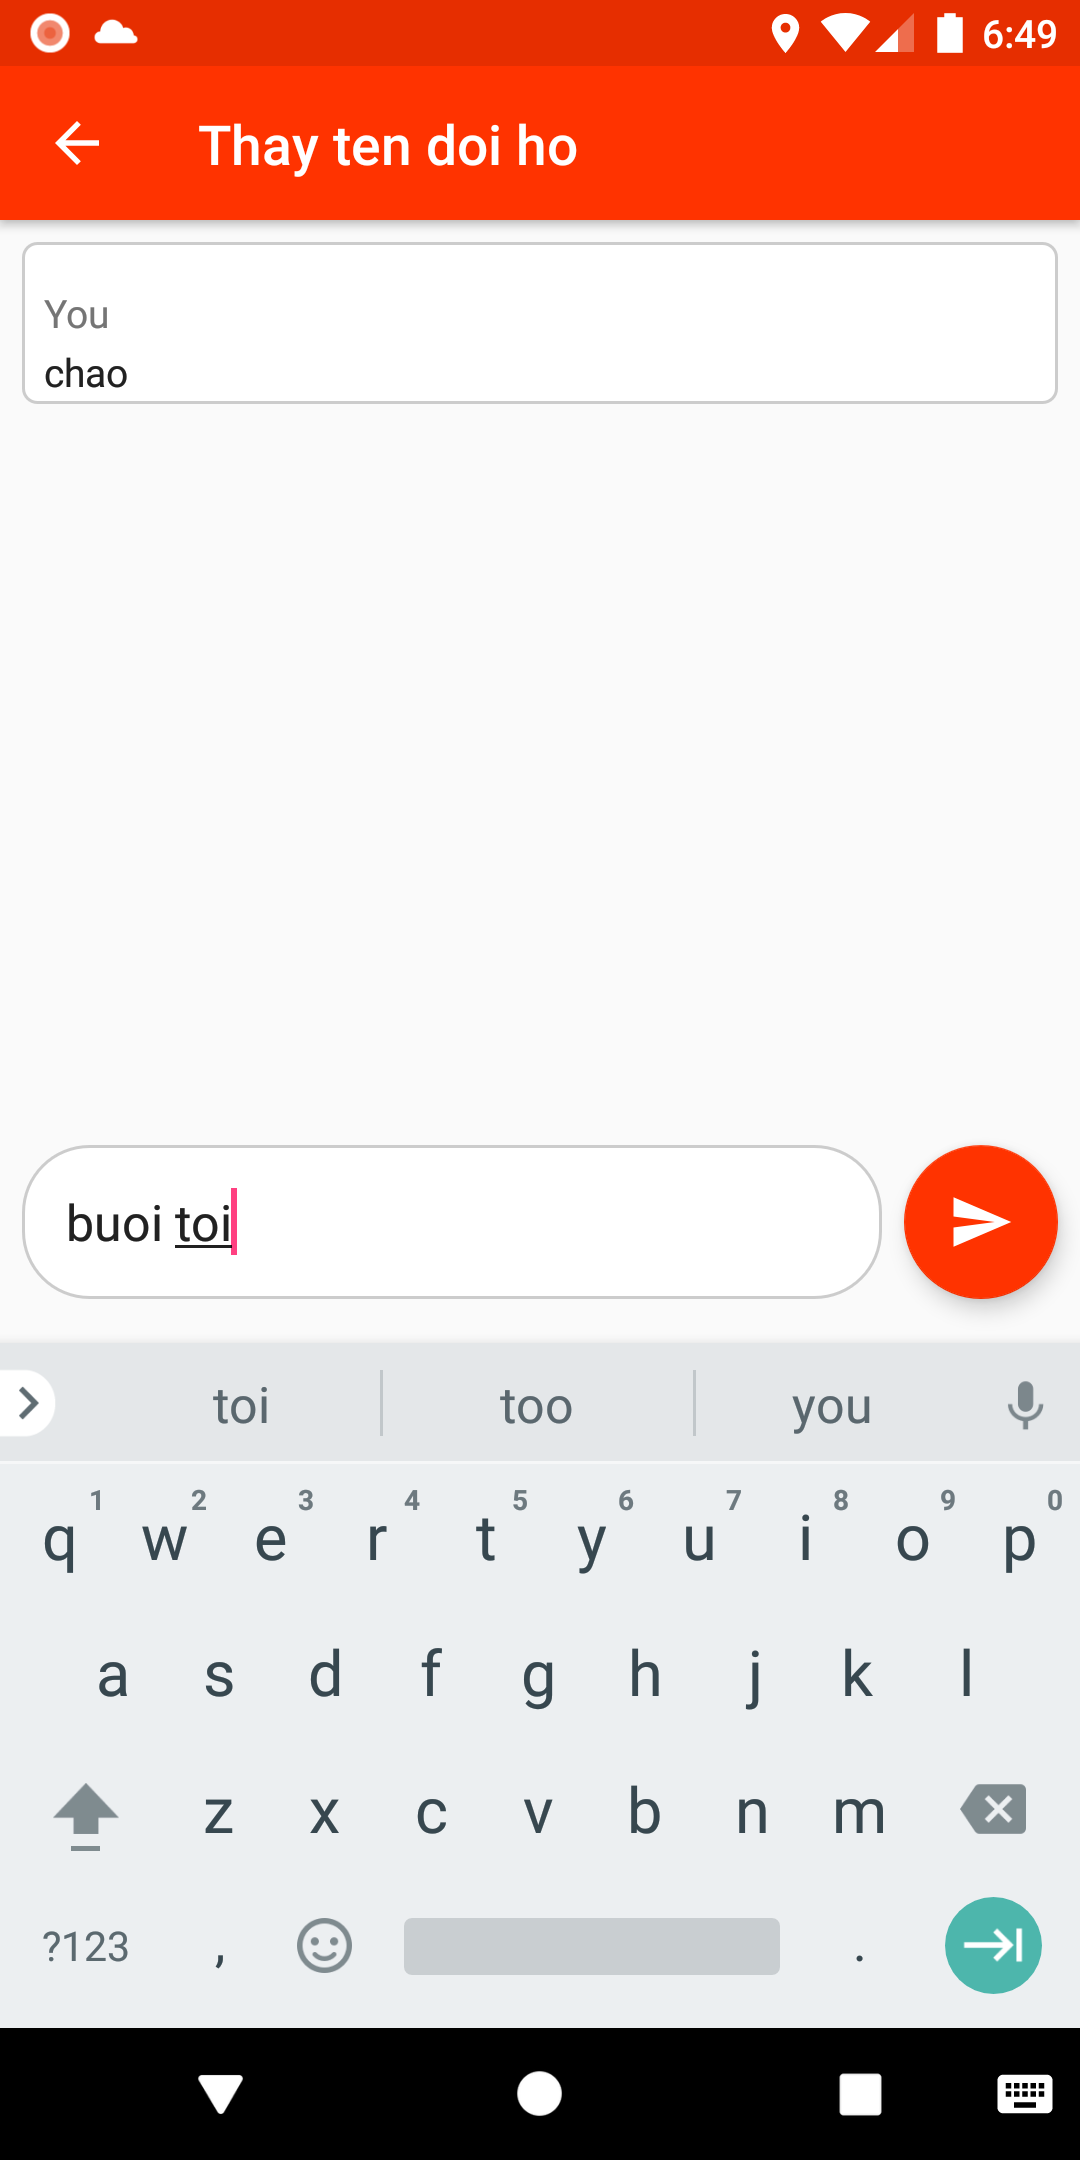 6:49
Thay ten doi ho
You
chao
buoi toi
toi too you
1 2 3 4 5 6 7 8 9 0
q w e r t y u i o p
a s d f g h j k l
z x c v b n m
?123 , .